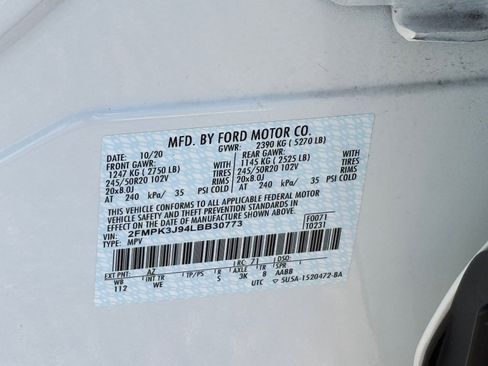 MFD. BY FORD MOTOR CO.
DATE: 10/20 GVWR: 2390 KG ( 5270 LB)
FRONT GAWR: REAR GAWR:
1247 KG ( 2750 LB) 1145 KG ( 2525 LB)
245/50R20 102V TIRES 245/50R20 102V TIRES
20x8.0J RIMS 20x8.0J RIMS
AT 240 kPa/ 35 PSI COLD AT 240 kPa/ 35 PSI COLD
THIS VEHICLE CONFORMS TO ALL APPLICABLE FEDERAL MOTOR
VEHICLE SAFETY AND THEFT PREVENTION STANDARDS IN EFFECT
ON THE DATE OF MANUFACTURE SHOWN ABOVE.
VIN: 2FMPK3J94LBB30773 F0071
TYPE: MPV T0231
EXT PNT: AZ RC: 71 DSO:
WB INT TR TP/PS R AXLE TR SPR
112 WE S 3K 8 AABB
UTC 5U5A-1520472-BA